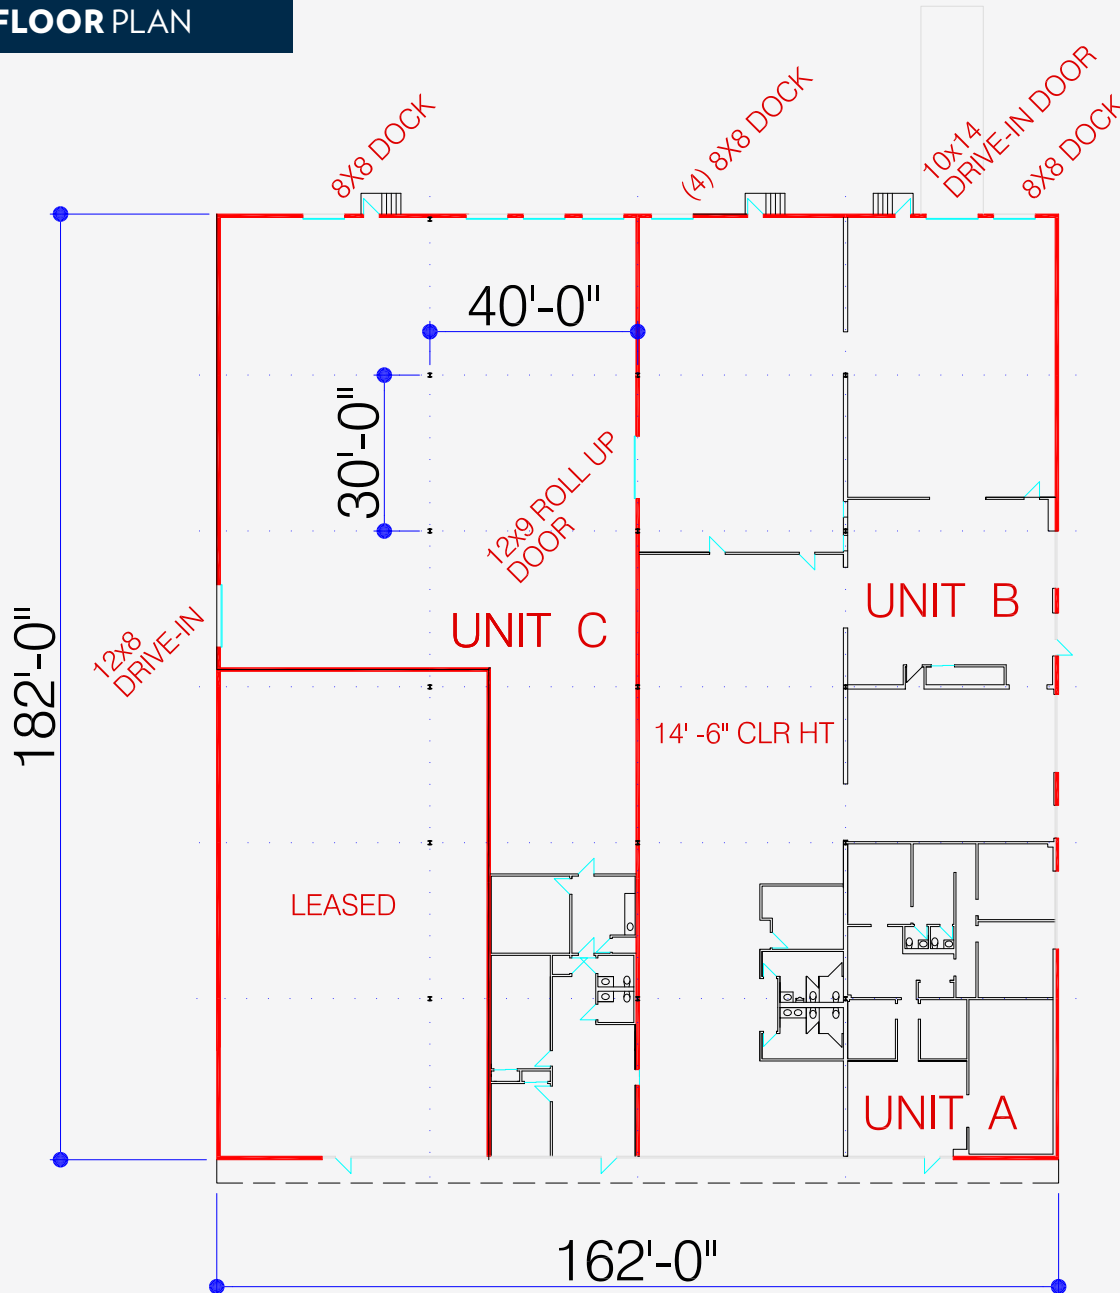 FLOOR PLAN
8X8 DOCK
(4) 8X8 DOCK
10x14
DRIVE-IN DOOR
8X8 DOCK
40'-0"
30'-0"
12x9 ROLL UP
DOOR
UNIT B
UNIT C
182'-0"
12x8
DRIVE-IN
14' -6" CLR HT
LEASED
UNIT A
162'-0"